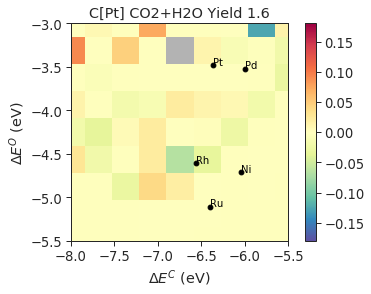 C[Pt] CO2+H2O Yield 1.6
−3.0
−3.5
−4.0
−4.5
−5.0
−5.5
ΔE^O (eV)
Pt
Pd
Rh
Ni
Ru
−8.0 −7.5 −7.0 −6.5 −6.0 −5.5
ΔE^C (eV)
0.15
0.10
0.05
0.00
−0.05
−0.10
−0.15